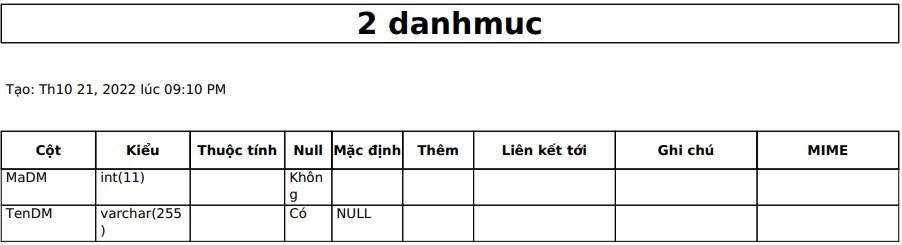 2 danhmuc
Tạo: Th10 21, 2022 lúc 09:10 PM
Cột Kiểu Thuộc tính Null Mặc định Thêm Liên kết tới Ghi chú MIME
MaDM int(11) Khôn
g
TenDM varchar(255 Có NULL
)